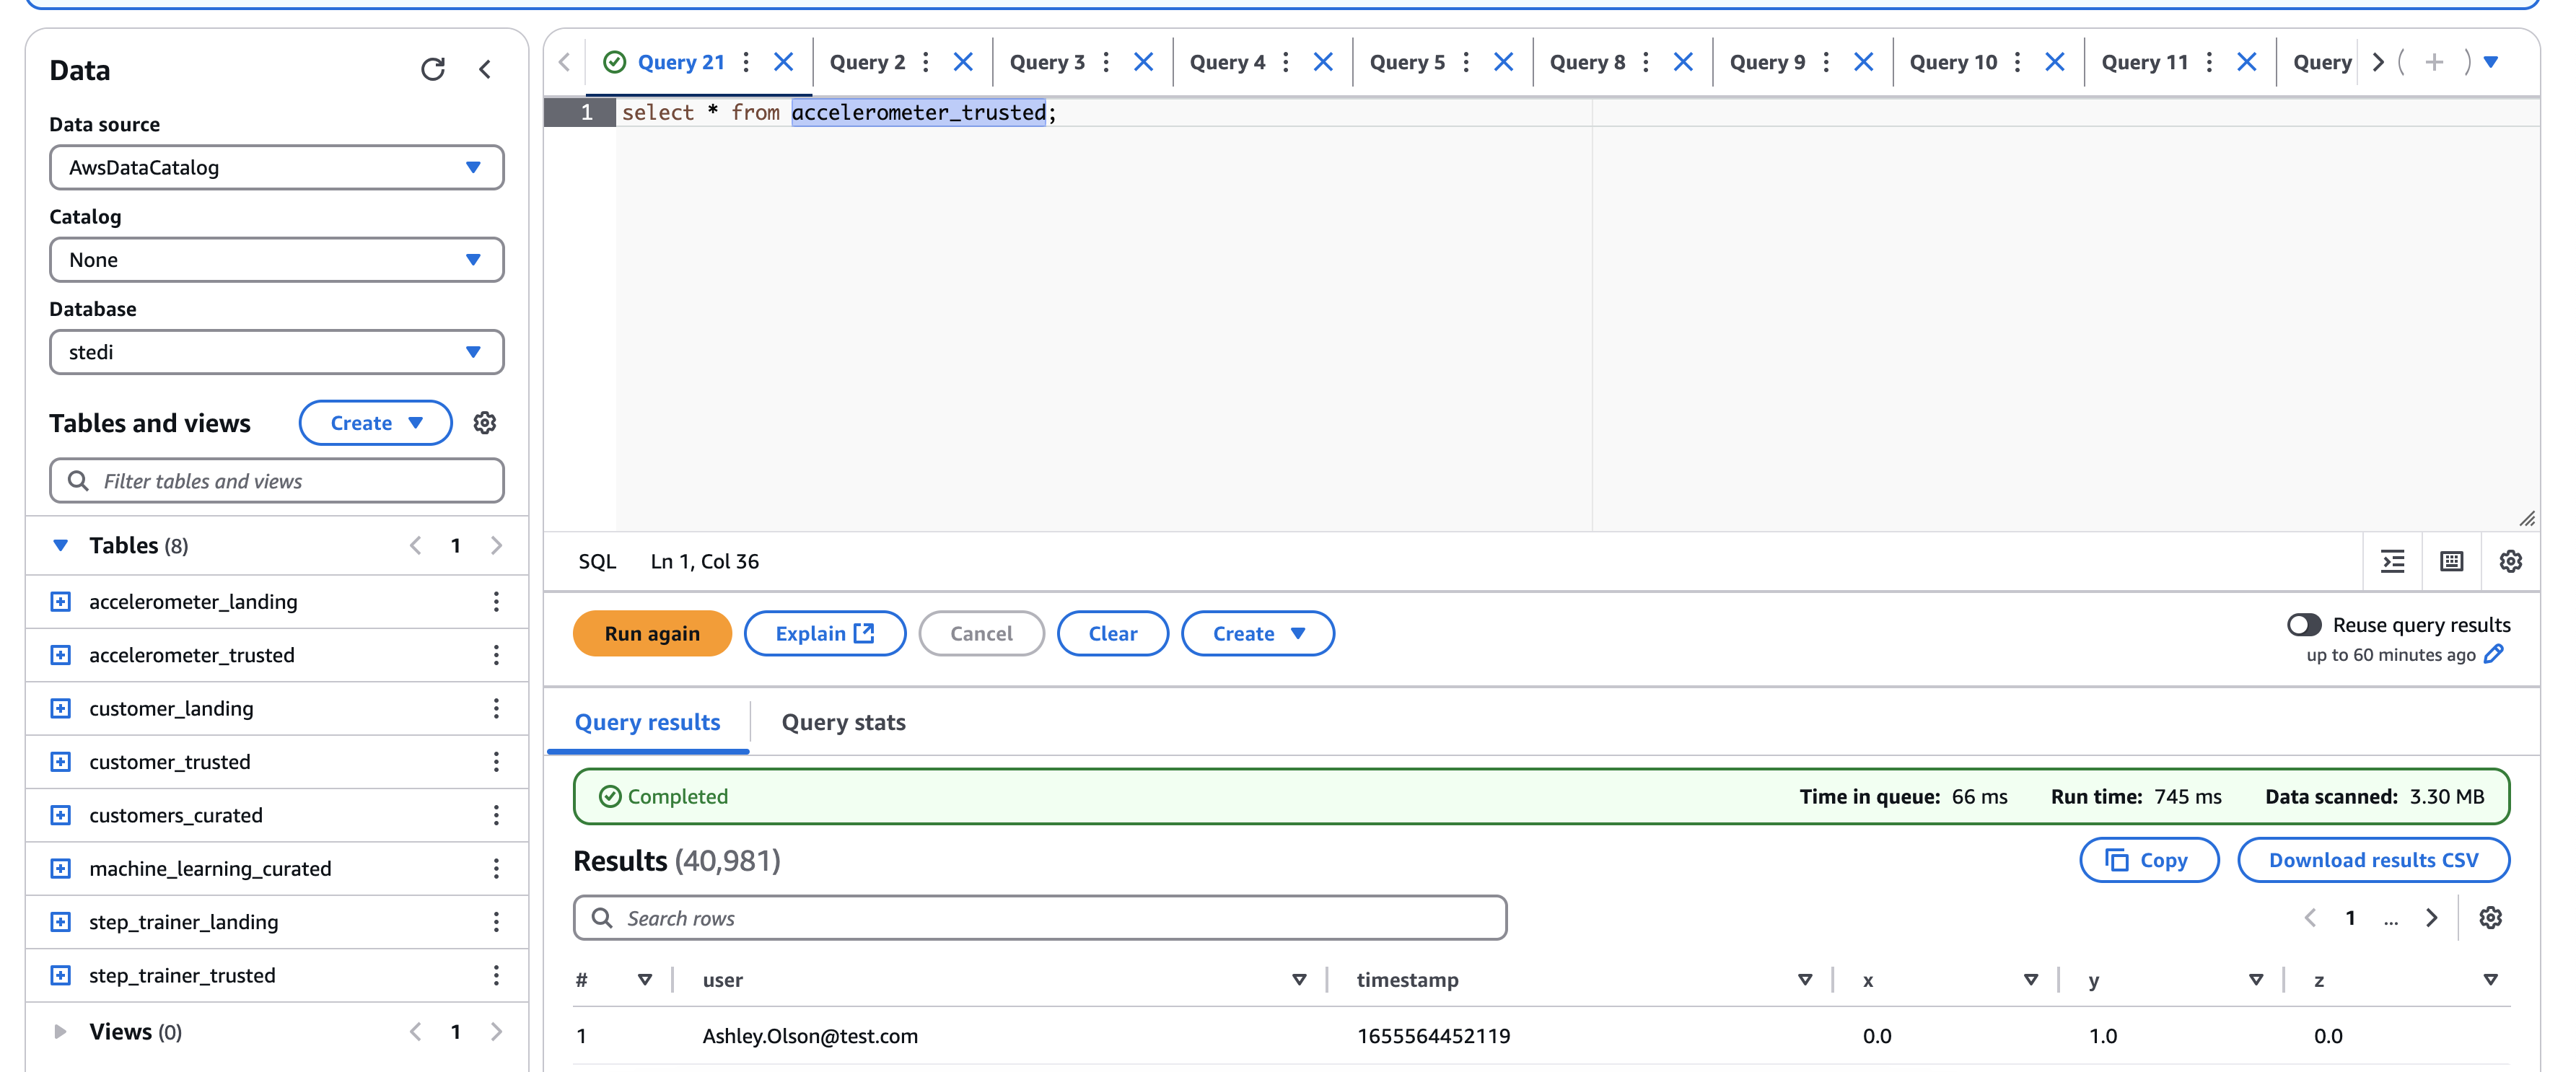 Data
Data source
AwsDataCatalog
Catalog
None
Database
stedi
Tables and views
Create
Filter tables and views
Tables (8)
1
accelerometer_landing
accelerometer_trusted
customer_landing
customer_trusted
customers_curated
machine_learning_curated
step_trainer_landing
step_trainer_trusted
Views (0)
1
Query 21
Query 2
Query 3
Query 4
Query 5
Query 8
Query 9
Query 10
Query 11
Query
1 select * from accelerometer_trusted;
SQL Ln 1, Col 36
Run again
Explain
Cancel
Clear
Create
Reuse query results
up to 60 minutes ago
Query results
Query stats
Completed
Time in queue: 66 ms
Run time: 745 ms
Data scanned: 3.30 MB
Results (40,981)
Copy
Download results CSV
Search rows
1 ...
# user timestamp x y z
1 Ashley.Olson@test.com 1655564452119 0.0 1.0 0.0